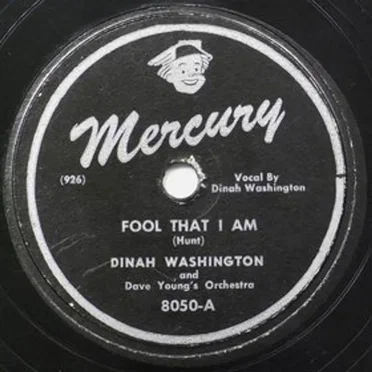 Mercury
(926)
Vocal By
Dinah Washington
FOOL THAT I AM
(Hunt)
DINAH WASHINGTON
and
Dave Young's Orchestra
8050-A